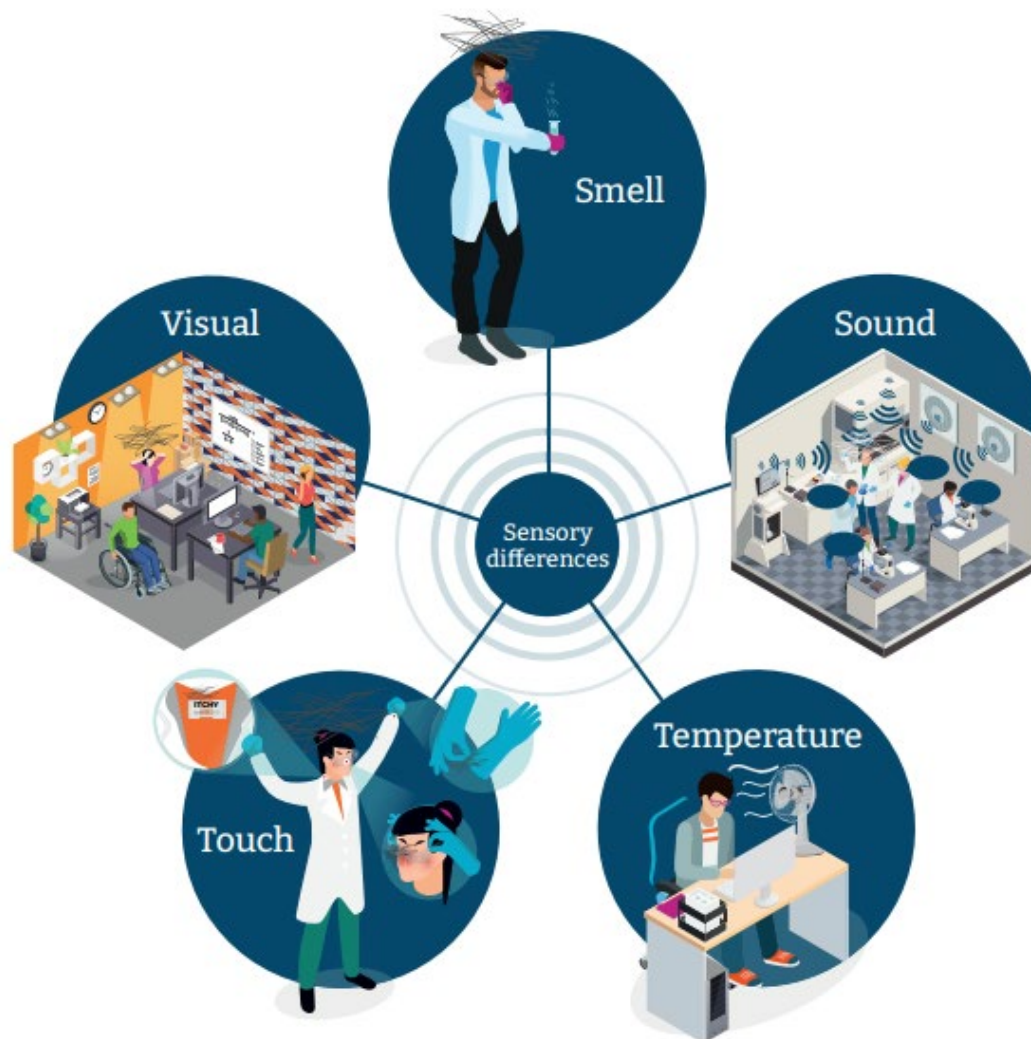 Smell
Visual
Sound
Sensory
differences
ITCHY
Touch
Temperature